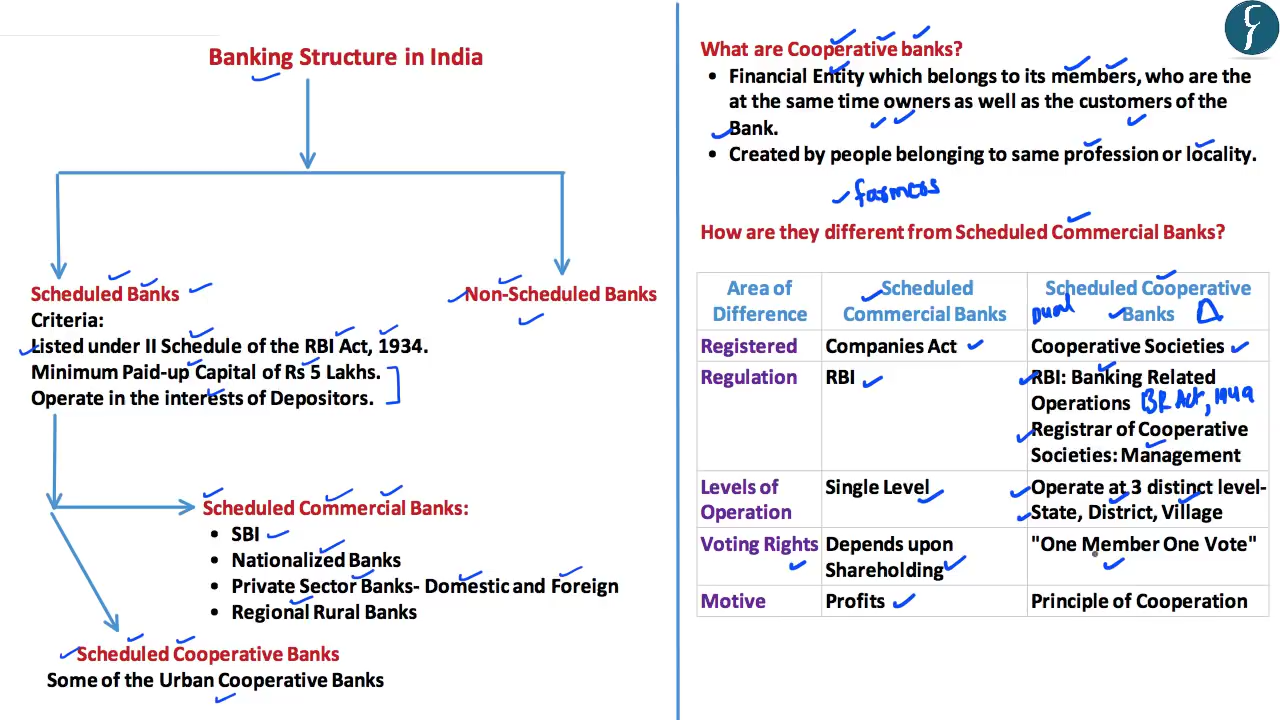 Banking Structure in India
Scheduled Banks
Criteria:
Listed under II Schedule of the RBI Act, 1934.
Minimum Paid-up Capital of Rs 5 Lakhs.
Operate in the interests of Depositors.
Non-Scheduled Banks
Scheduled Commercial Banks:
• SBI
• Nationalized Banks
• Private Sector Banks- Domestic and Foreign
• Regional Rural Banks
Scheduled Cooperative Banks
Some of the Urban Cooperative Banks
What are Cooperative banks?
• Financial Entity which belongs to its members, who are the
at the same time owners as well as the customers of the
Bank.
• Created by people belonging to same profession or locality.
farmers
How are they different from Scheduled Commercial Banks?
Area of
Difference
Scheduled
Commercial Banks
Scheduled Cooperative
Dual
Banks
Registered
Companies Act
Cooperative Societies
Regulation
RBI
RBI: Banking Related
Operations
BR Act, 1949
Registrar of Cooperative
Societies: Management
Levels of
Operation
Single Level
Operate at 3 distinct level-
State, District, Village
Voting Rights
Depends upon
Shareholding
"One Member One Vote"
Motive
Profits
Principle of Cooperation